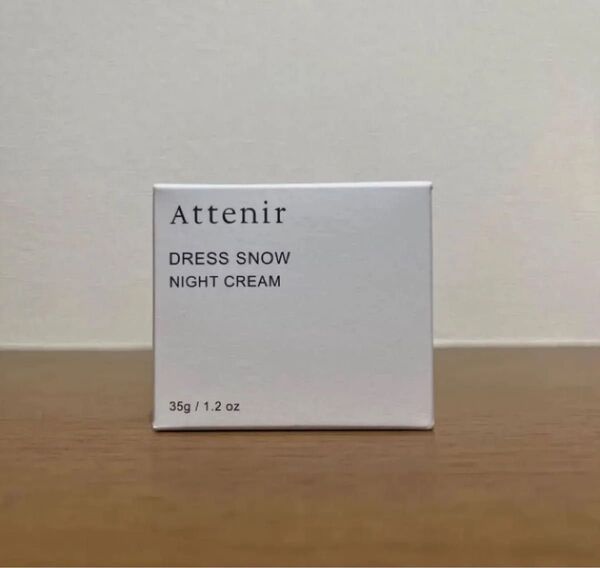 Attenir
DRESS SNOW
NIGHT CREAM
35g / 1.2 oz